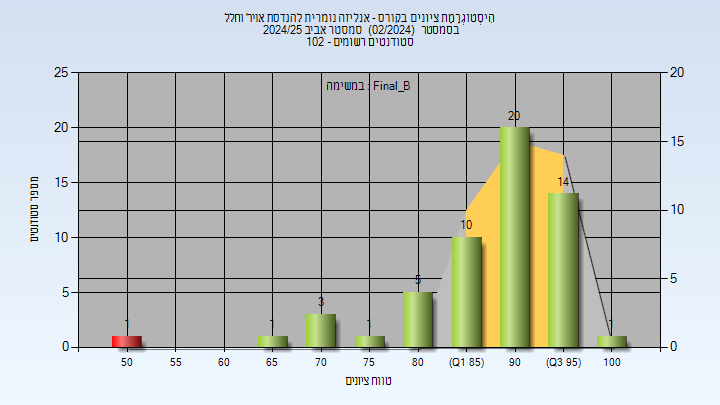 הִיסְטוֹגְרָמַת ציונים בקורס - אנליזה נומרית להנדסת אויר וחלל
בסמסטר (02/2024) סמסטר אביב 2024/25
סטודנטים רשומים - 102
במשימה : Final_B
מספר סטודנטים
25
20
15
10
5
0
20
15
10
5
0
1
1
3
1
5
10
20
14
1
50 55 60 65 70 75 80 (Q1 85) 90 (Q3 95) 100
טווח ציונים